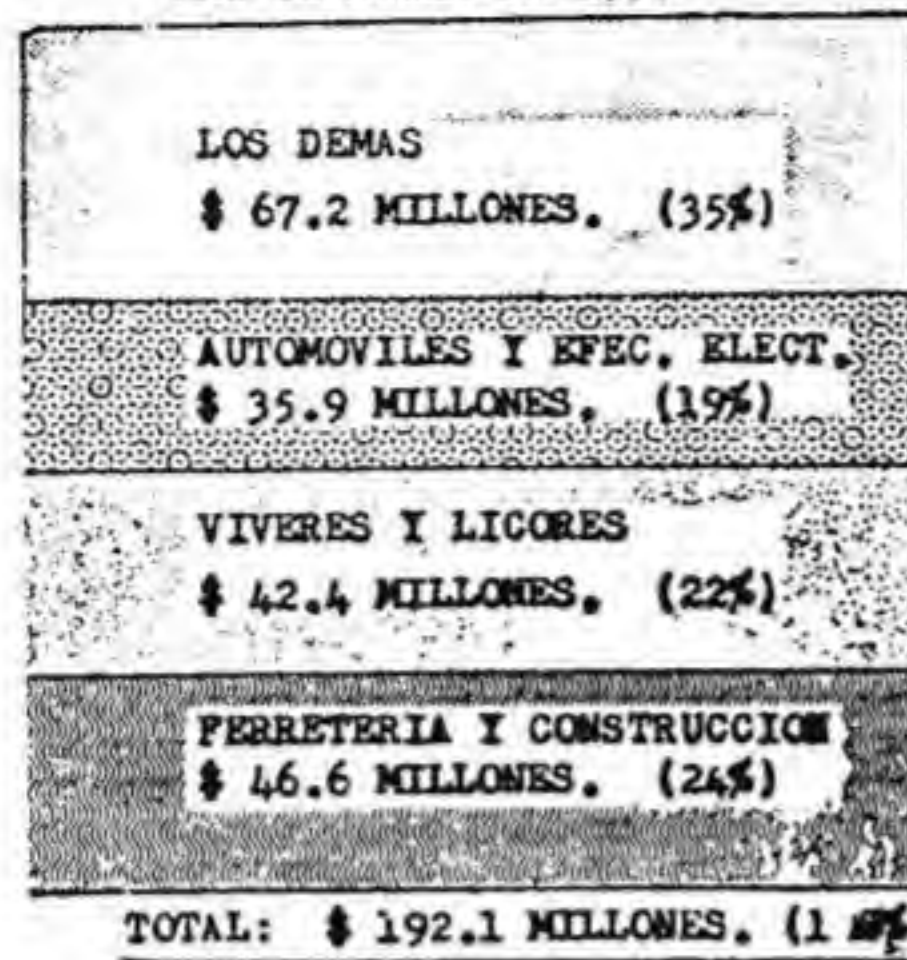 LOS DEMAS
$ 67.2 MILLONES. (35%)
AUTOMOVILES Y EFEC. ELECT.
$ 35.9 MILLONES. (19%)
VIVERES Y LICORES
$ 42.4 MILLONES. (22%)
FERRETERIA Y CONSTRUCCION
$ 46.6 MILLONES. (24%)
TOTAL: $ 192.1 MILLONES.